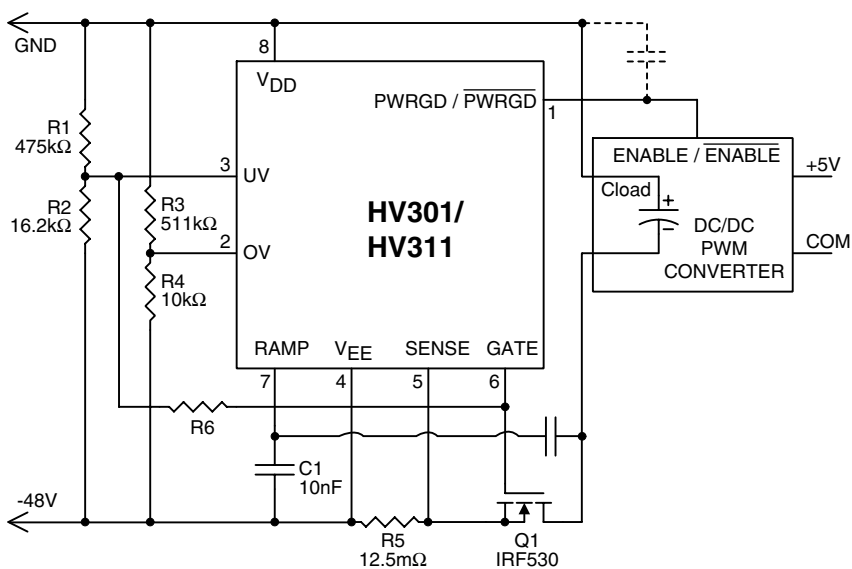 GND
8
VDD
PWRGD / PWRGD
1
R1
475kΩ
3
UV
ENABLE / ENABLE
+5V
R2
16.2kΩ
R3
511kΩ
HV301/
HV311
Cload
+
–
DC/DC
PWM
CONVERTER
COM
2
OV
R4
10kΩ
RAMP
VEE
SENSE
GATE
7
4
5
6
R6
C1
10nF
-48V
R5
12.5mΩ
Q1
IRF530